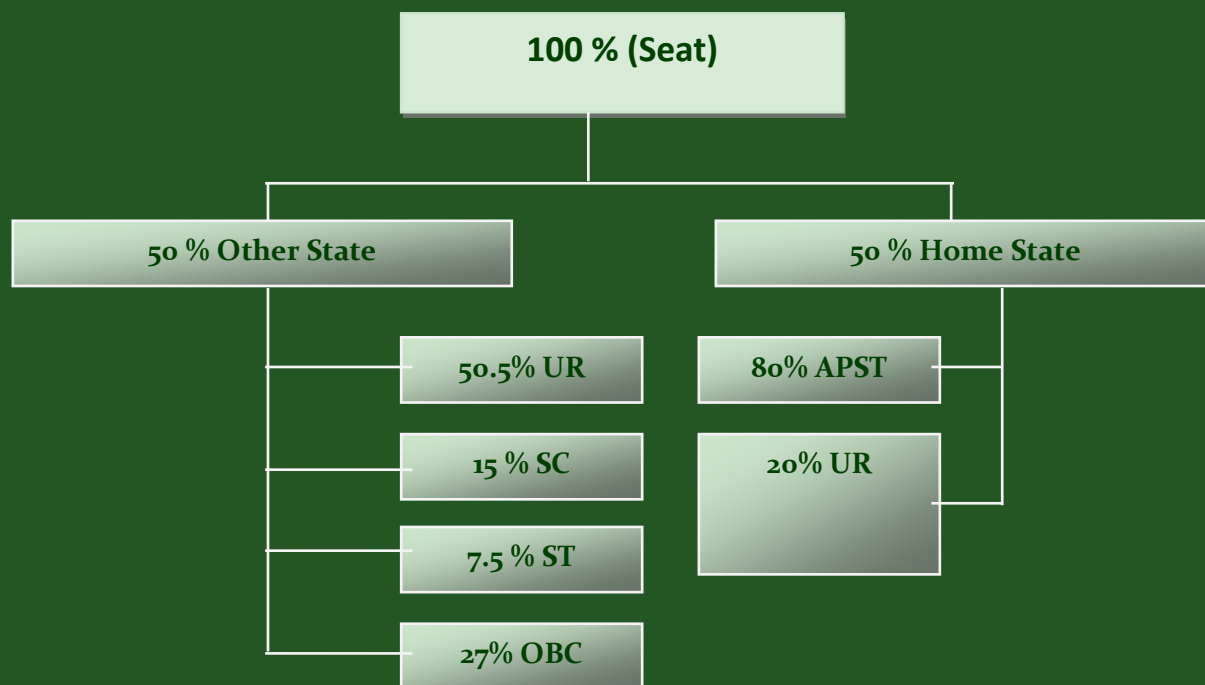 100 % (Seat)
50 % Other State
50 % Home State
50.5% UR
80% APST
15 % SC
20% UR
7.5 % ST
27% OBC